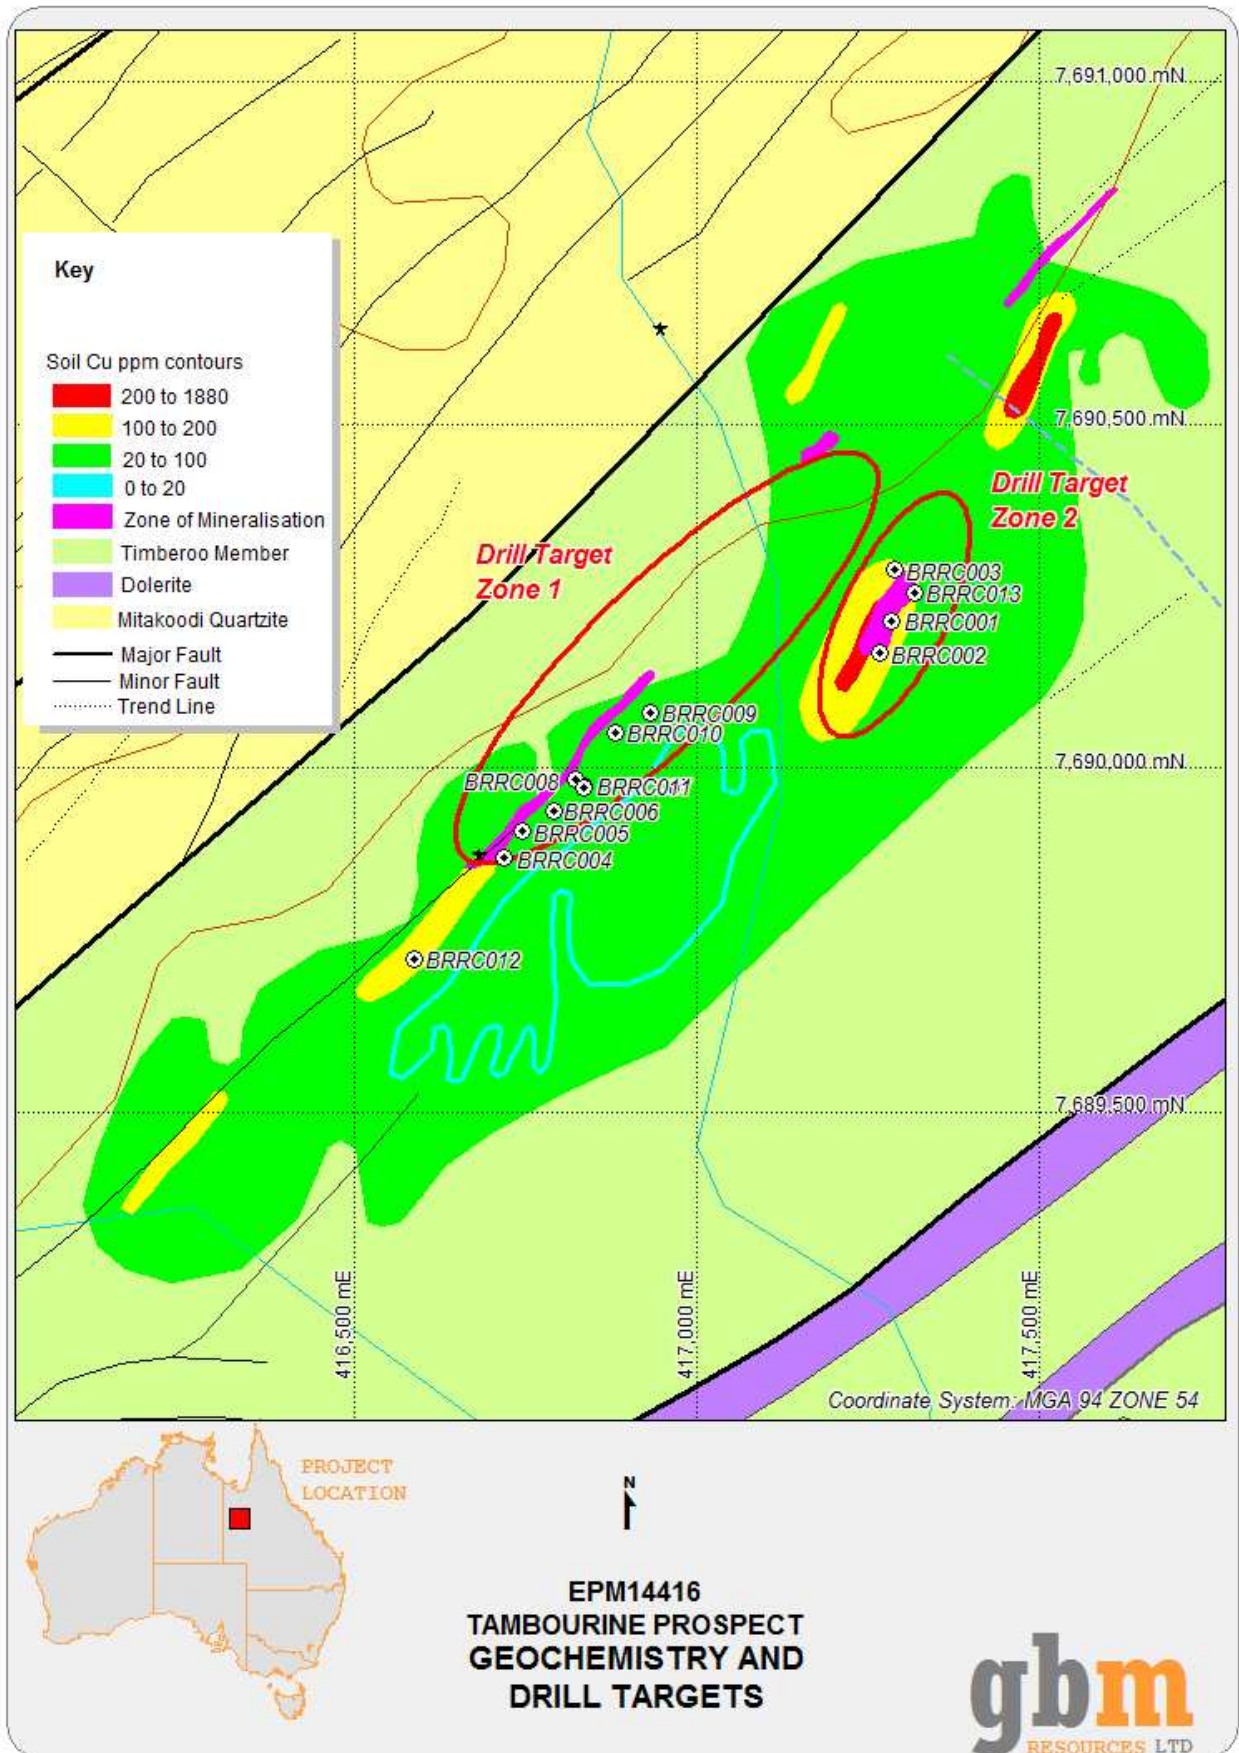 7,691,000 mN
Key
Soil Cu ppm contours
200 to 1880
100 to 200
20 to 100
0 to 20
Zone of Mineralisation
Timberoo Member
Dolerite
Mitakoodi Quartzite
Major Fault
Minor Fault
Trend Line
7,690,500 mN
Drill Target
Zone 2
Drill Target
Zone 1
BRRC003
BRRC013
BRRC001
BRRC002
BRRC009
BRRC010
7,690,000 mN
BRRC008
BRRC011
BRRC006
BRRC005
BRRC004
BRRC012
7,689,500 mN
416,500 mE
417,000 mE
417,500 mE
Coordinate System: MGA 94 ZONE 54
PROJECT
LOCATION
N
EPM14416
TAMBOURINE PROSPECT
GEOCHEMISTRY AND
DRILL TARGETS
gbm
RESOURCES LTD